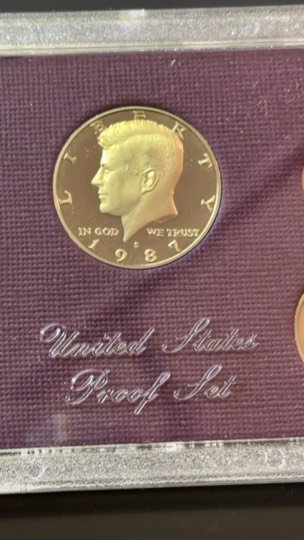 LIBERTY
IN GOD WE TRUST
S
1987
United States
Proof Set